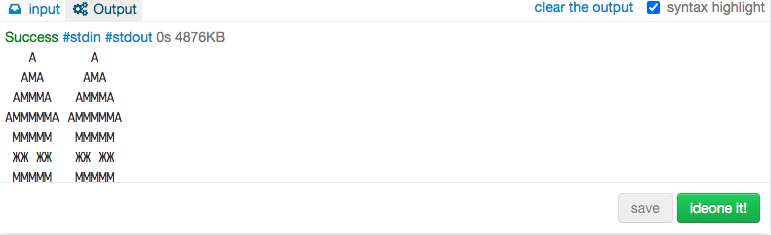 input Output clear the output syntax highlight
Success #stdin #stdout 0s 4876KB
   A       A
  AMA     AMA
 AMMMA   AMMMA
AMMMMMA AMMMMMA
 MMMMM   MMMMM
 ЖЖ ЖЖ   ЖЖ ЖЖ
 MMMMM   MMMMM
save ideone it!